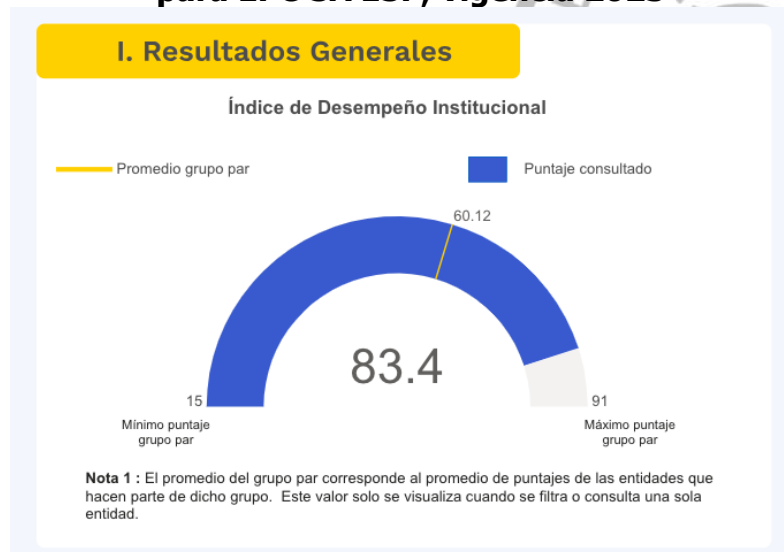 I. Resultados Generales
Índice de Desempeño Institucional
Promedio grupo par
Puntaje consultado
60.12
83.4
15
91
Mínimo puntaje
grupo par
Máximo puntaje
grupo par
Nota 1 : El promedio del grupo par corresponde al promedio de puntajes de las entidades que
hacen parte de dicho grupo. Este valor solo se visualiza cuando se filtra o consulta una sola
entidad.